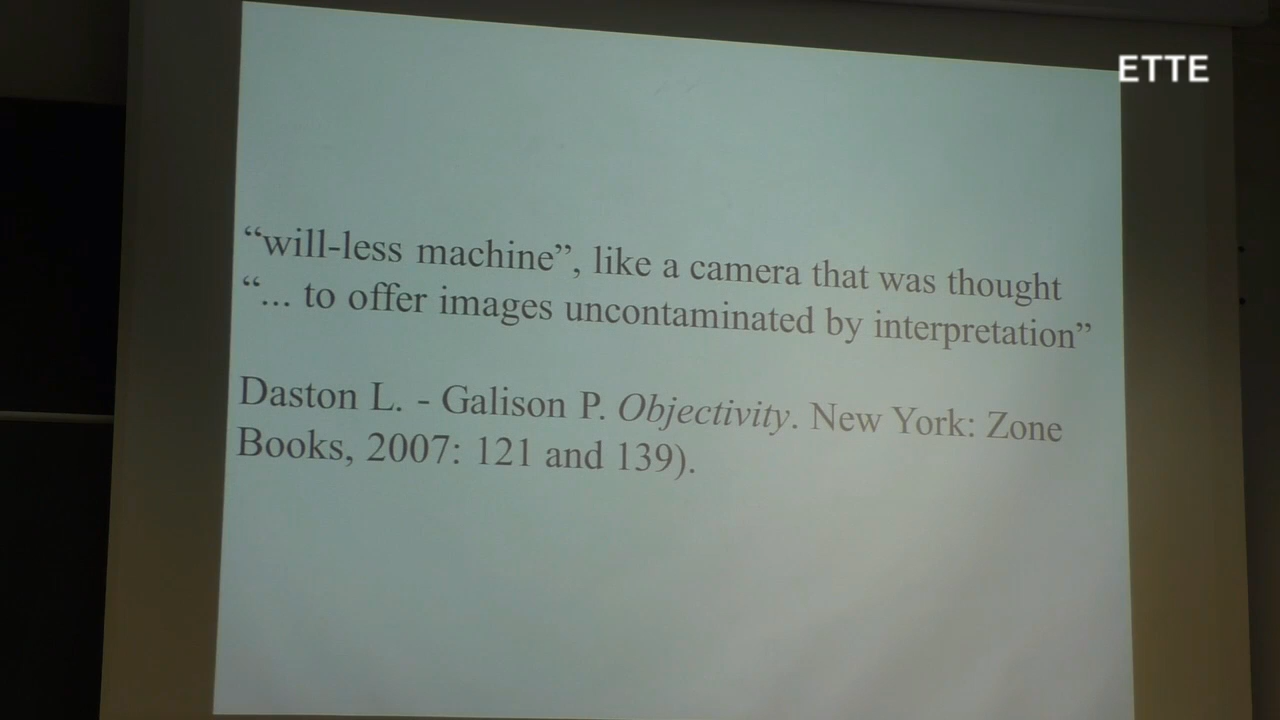 ETTE
“will-less machine”, like a camera that was thought
“... to offer images uncontaminated by interpretation”
Daston L. - Galison P. Objectivity. New York: Zone
Books, 2007: 121 and 139).